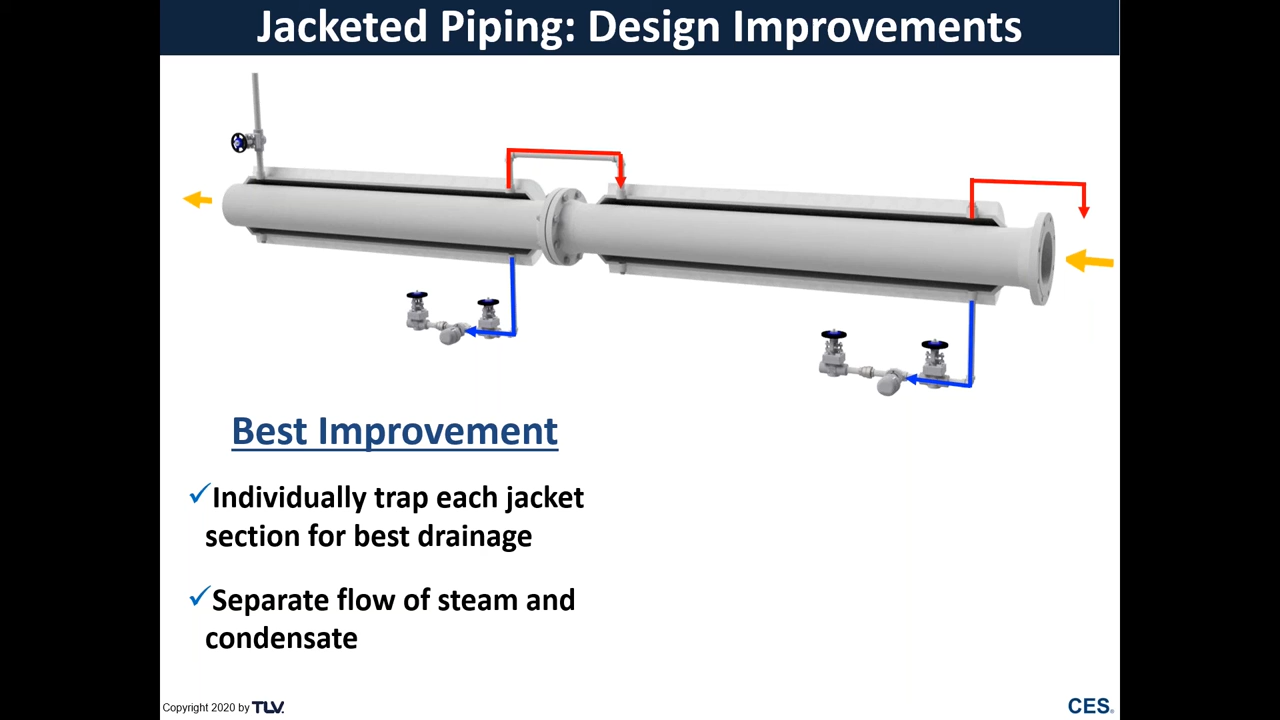 Jacketed Piping: Design Improvements
Best Improvement
✓Individually trap each jacket
section for best drainage
✓Separate flow of steam and
condensate
Copyright 2020 by TLV.
CES®